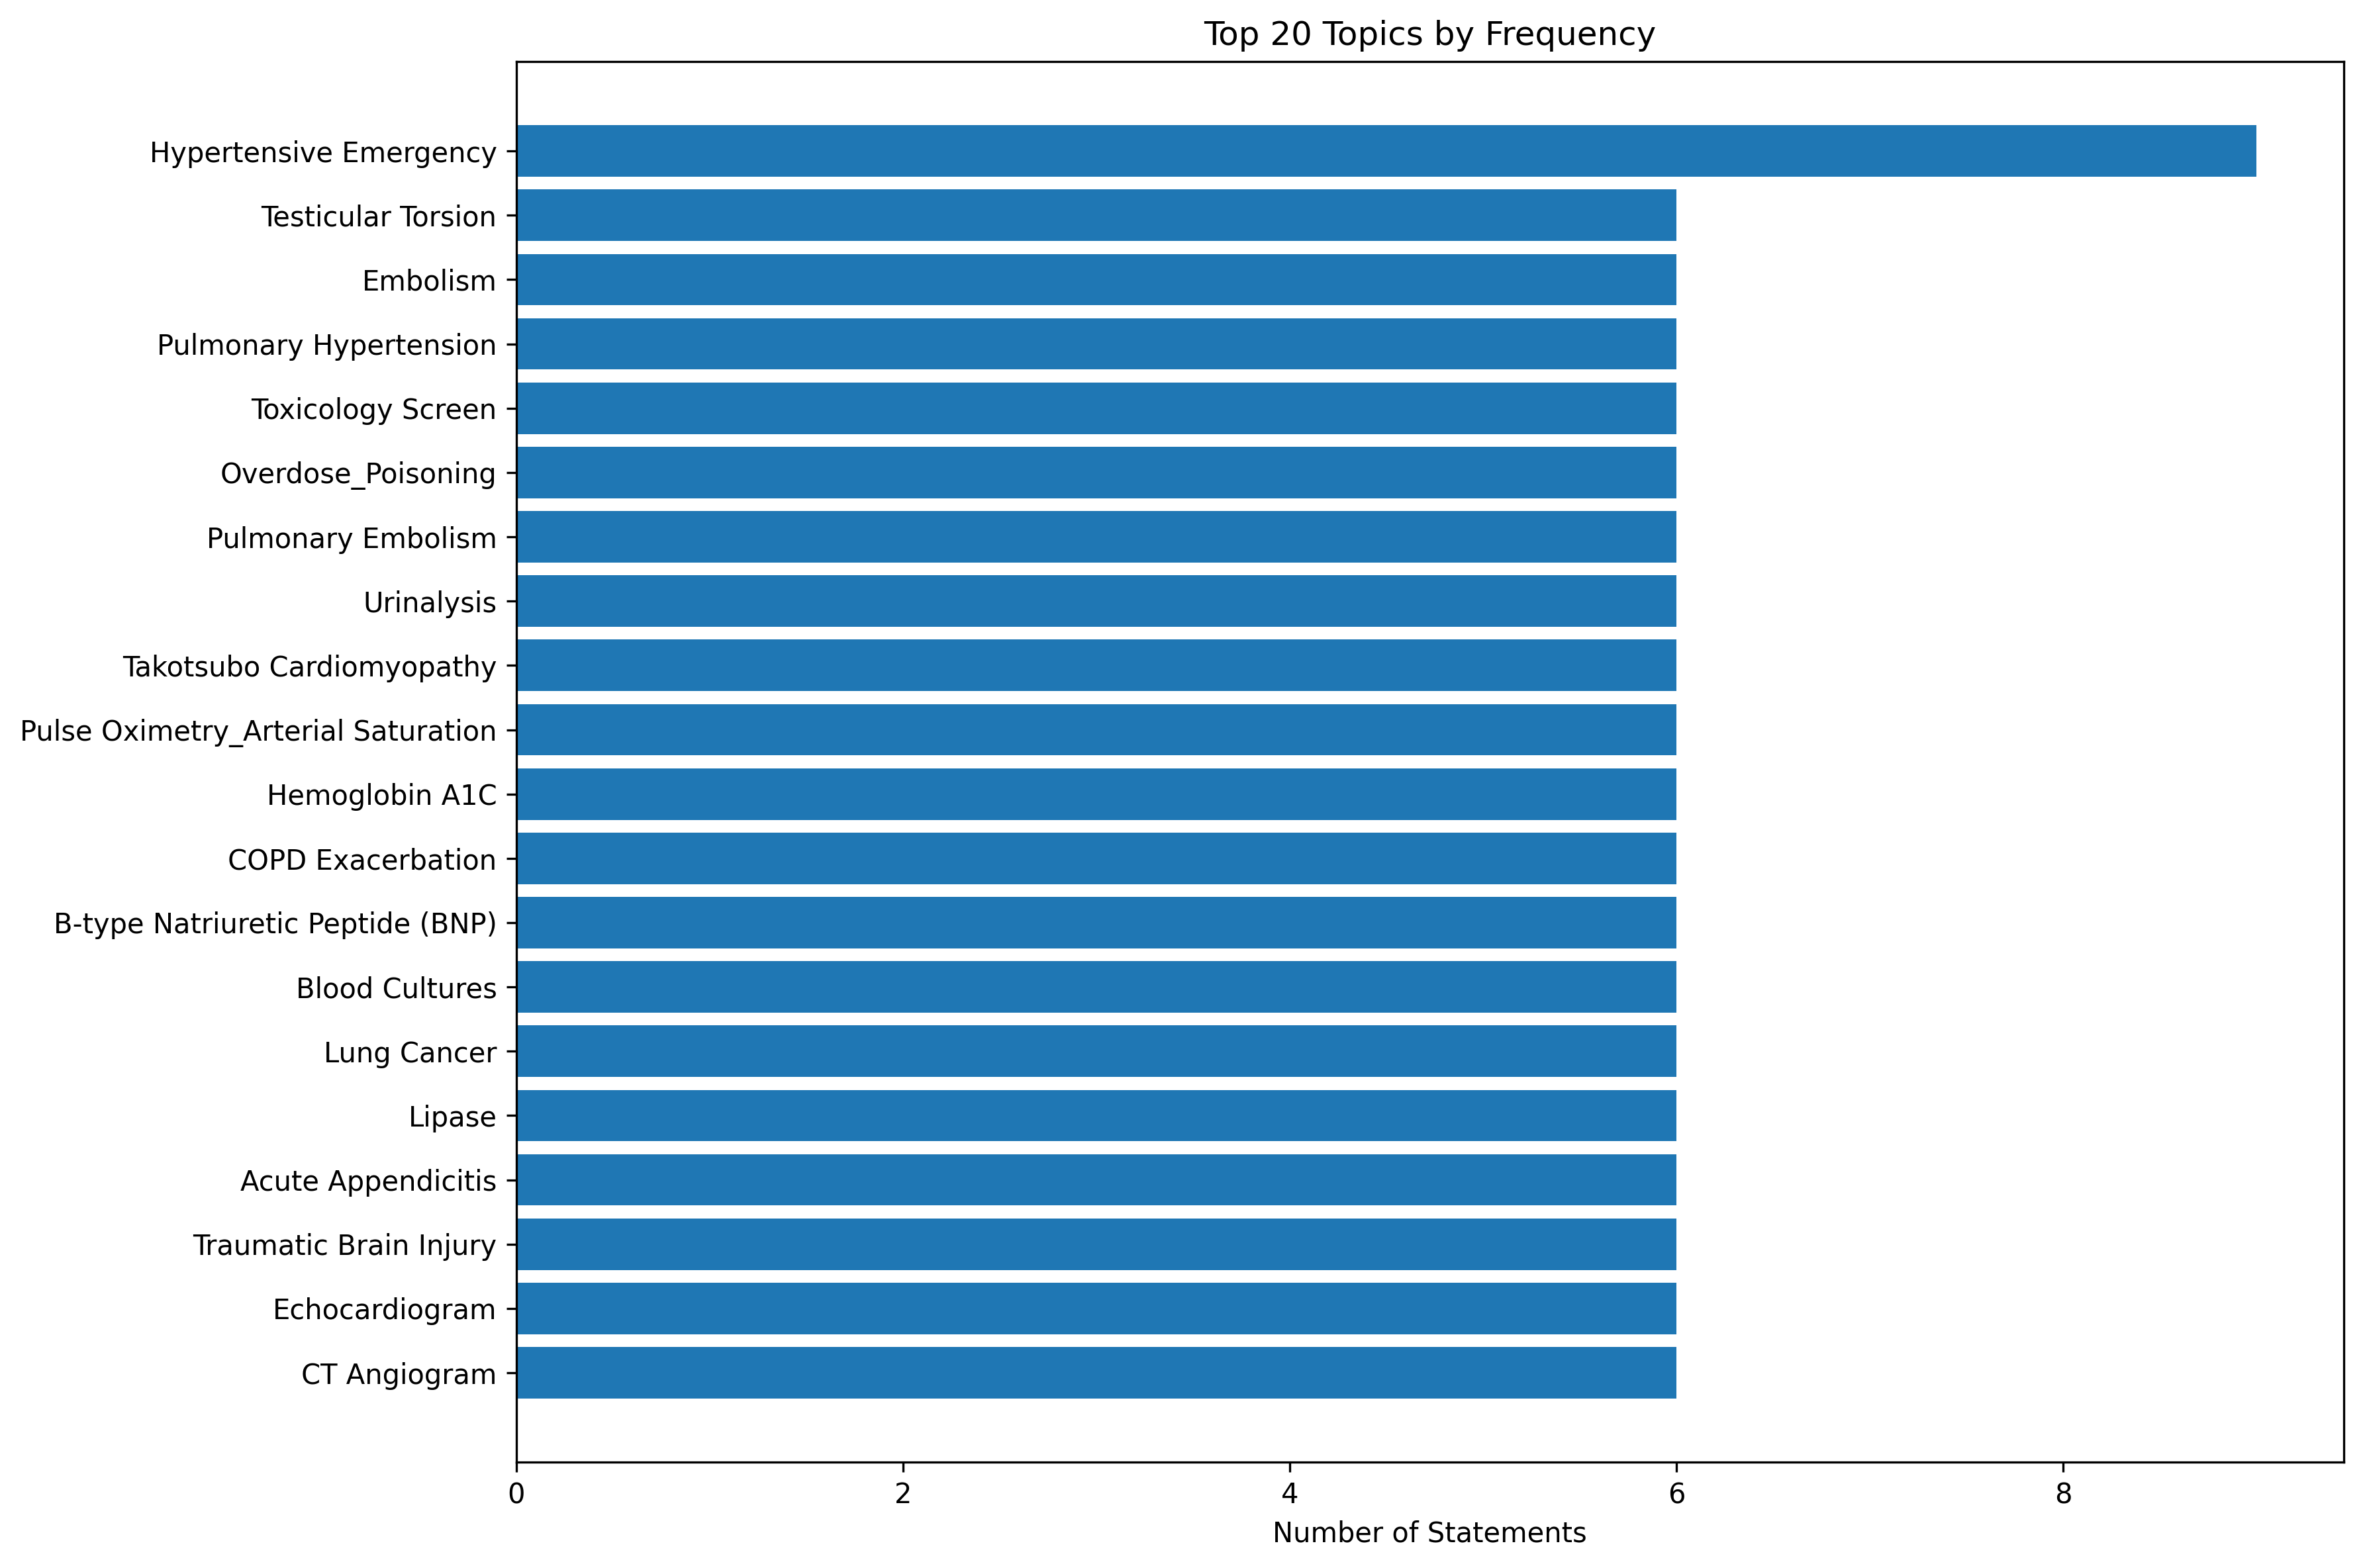 Top 20 Topics by Frequency
Hypertensive Emergency
Testicular Torsion
Embolism
Pulmonary Hypertension
Toxicology Screen
Overdose_Poisoning
Pulmonary Embolism
Urinalysis
Takotsubo Cardiomyopathy
Pulse Oximetry_Arterial Saturation
Hemoglobin A1C
COPD Exacerbation
B-type Natriuretic Peptide (BNP)
Blood Cultures
Lung Cancer
Lipase
Acute Appendicitis
Traumatic Brain Injury
Echocardiogram
CT Angiogram
0 2 4 6 8
Number of Statements